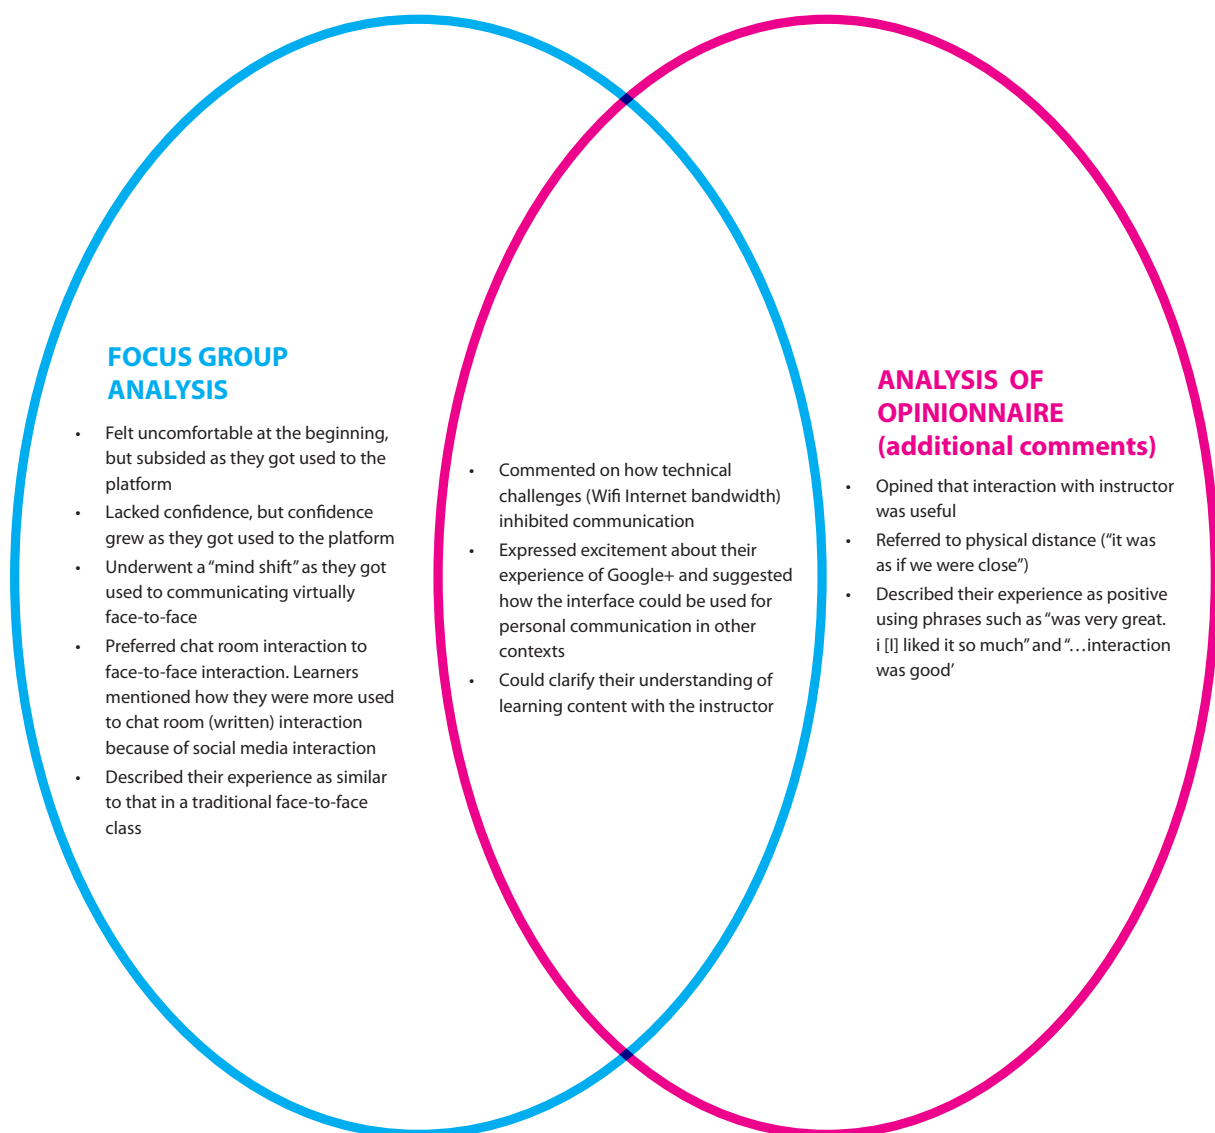 FOCUS GROUP
ANALYSIS
• Felt uncomfortable at the beginning,
but subsided as they got used to the
platform
• Lacked confidence, but confidence
grew as they got used to the platform
• Underwent a “mind shift” as they got
used to communicating virtually
face-to-face
• Preferred chat room interaction to
face-to-face interaction. Learners
mentioned how they were more used
to chat room (written) interaction
because of social media interaction
• Described their experience as similar
to that in a traditional face-to-face
class
• Commented on how technical
challenges (Wifi Internet bandwidth)
inhibited communication
• Expressed excitement about their
experience of Google+ and suggested
how the interface could be used for
personal communication in other
contexts
• Could clarify their understanding of
learning content with the instructor
ANALYSIS OF
OPINIONNAIRE
(additional comments)
• Opined that interaction with instructor
was useful
• Referred to physical distance (“it was
as if we were close”)
• Described their experience as positive
using phrases such as “was very great.
i [I] liked it so much” and “…interaction
was good’